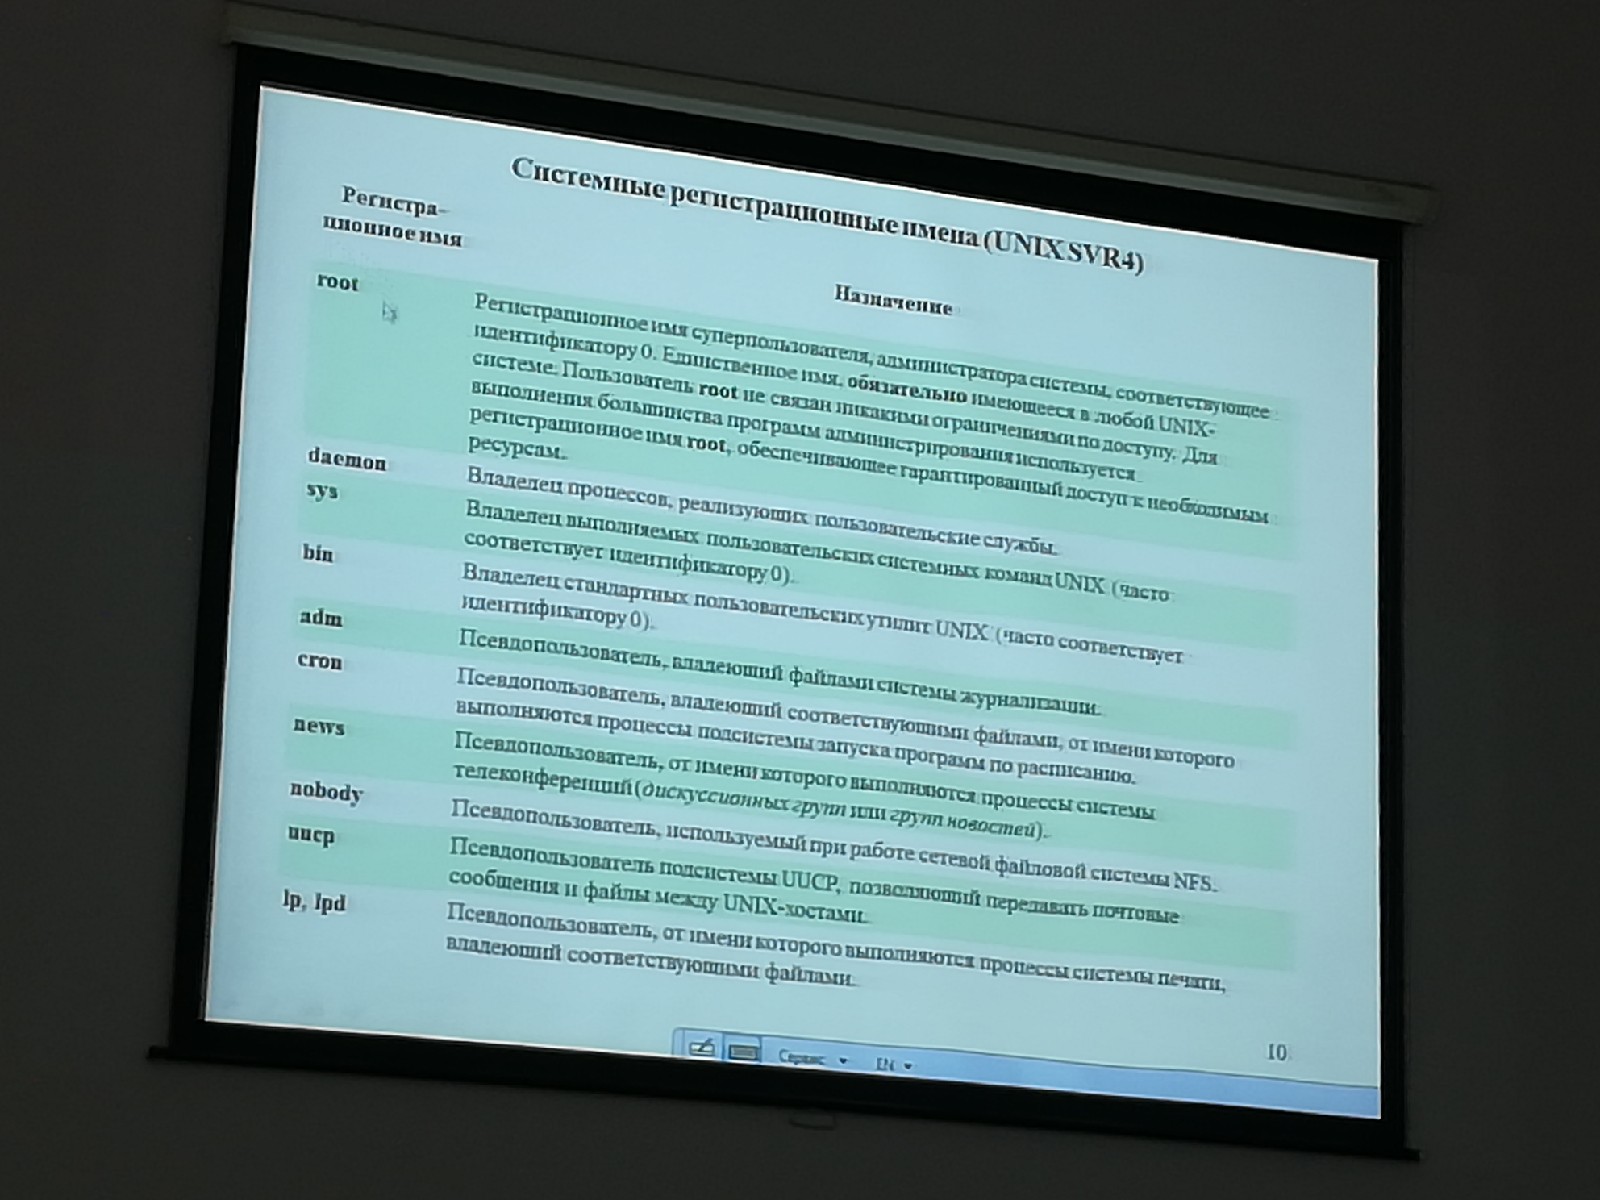 Системные регистрационные имена (UNIX SVR4)
Регистра-
ционное имя
Назначение
root
Регистрационное имя суперпользователя, администратора системы, соответствующее
идентификатору 0. Единственное имя, обязательно имеющееся в любой UNIX-
системе. Пользователь root не связан никакими ограничениями по доступу. Для
выполнения большинства программ администрирования используется
регистрационное имя root, обеспечивающее гарантированный доступ к необходимым
ресурсам.
daemon
Владелец процессов, реализующих пользовательские службы.
sys
Владелец выполняемых пользовательских системных команд UNIX (часто
соответствует идентификатору 0).
bin
Владелец стандартных пользовательских утилит UNIX (часто соответствует
идентификатору 0).
adm
Псевдопользователь, владеющий файлами системы журнализации.
cron
Псевдопользователь, владеющий соответствующими файлами, от имени которого
выполняются процессы подсистемы запуска программ по расписанию.
news
Псевдопользователь, от имени которого выполняются процессы системы
телеконференций (дискуссионных групп или групп новостей).
nobody
Псевдопользователь, используемый при работе сетевой файловой системы NFS.
uucp
Псевдопользователь подсистемы UUCP, позволяющий передавать почтовые
сообщения и файлы между UNIX-хостами.
lp, lpd
Псевдопользователь, от имени которого выполняются процессы системы печати,
владеющий соответствующими файлами.
10
Сервис
EN